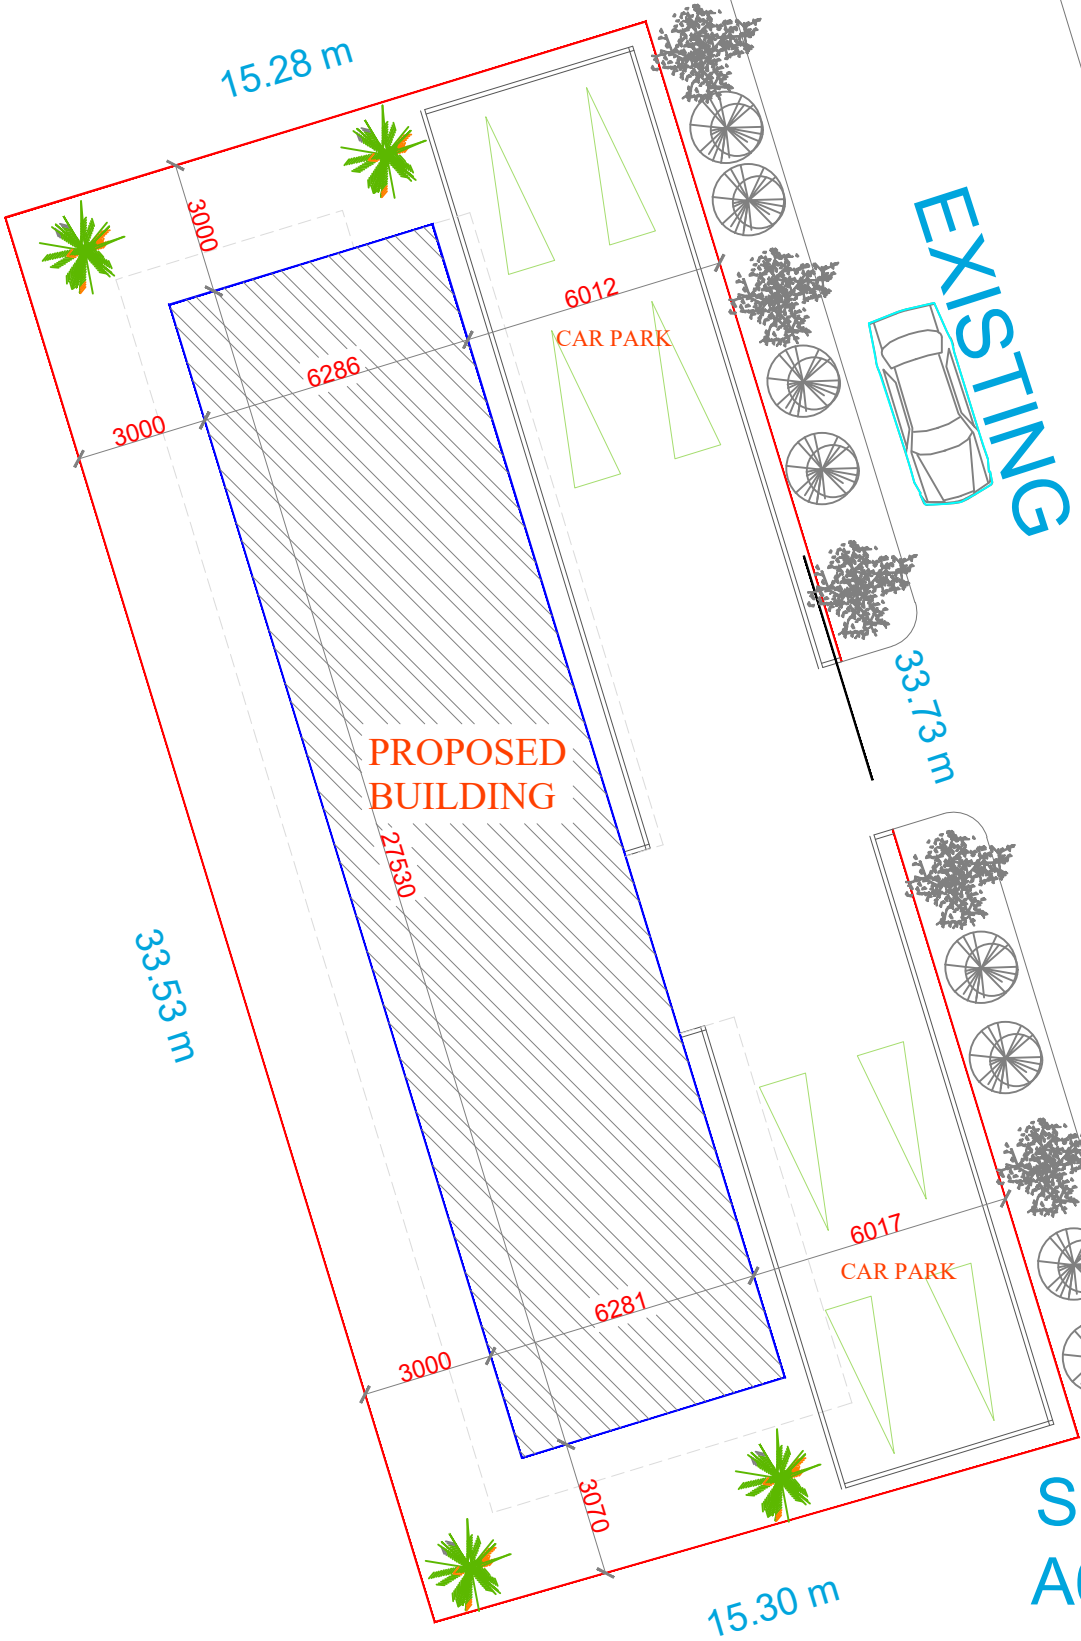 15.28 m
3000
EXISTING
6012
CAR PARK
6286
3000
33.73 m
PROPOSED
BUILDING
27530
33.53 m
6017
CAR PARK
6281
3000
3070
15.30 m